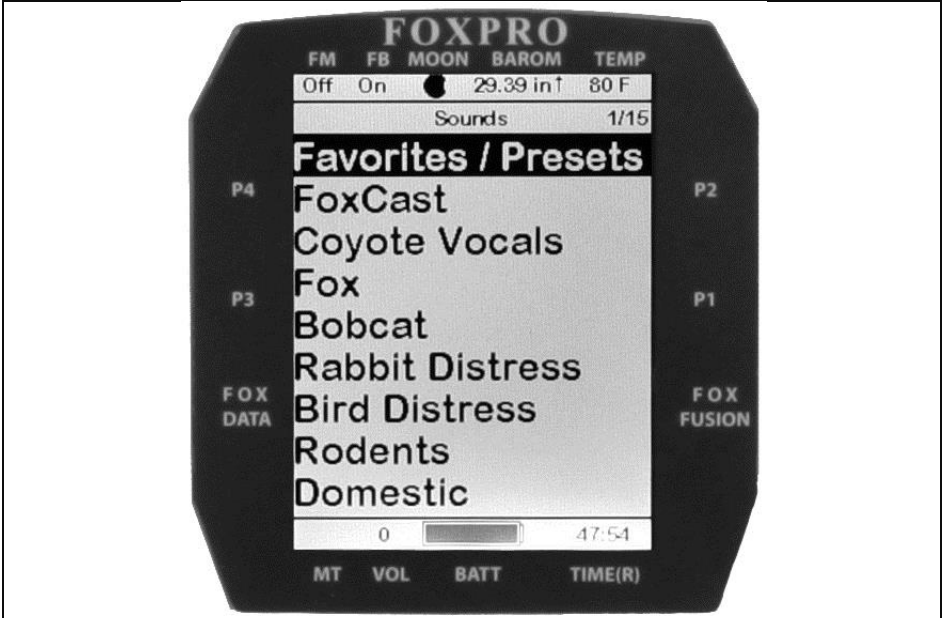 FOXPRO
FM FB MOON BAROM TEMP
Off On 29.39 in↑ 80 F
Sounds 1/15
Favorites / Presets
FoxCast
P4 P2
Coyote Vocals
Fox
P3 P1
Bobcat
Rabbit Distress
FOX DATA
FOX FUSION
Bird Distress
Rodents
Domestic
0 47:54
MT VOL BATT TIME(R)